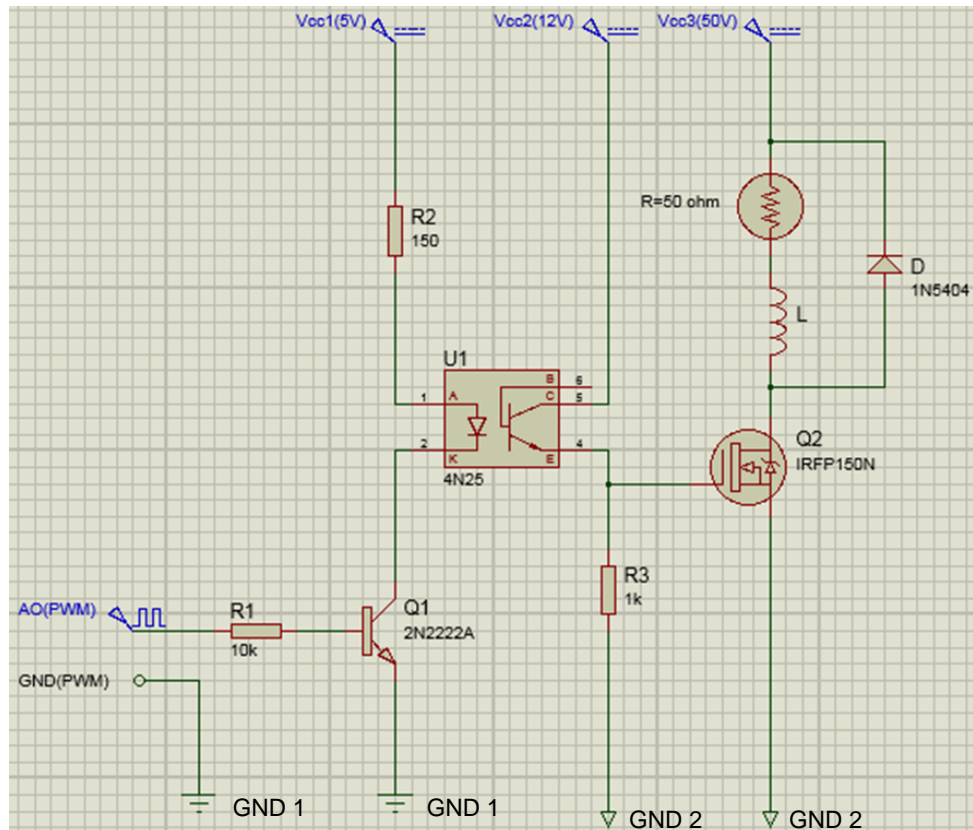 Vcc1(5V)
Vcc2(12V)
Vcc3(50V)
R=50 ohm
R2
150
D
1N5404
L
U1
B 6
1 A
C 5
2 K
E 4
4N25
Q2
IRFP150N
R3
1k
AO(PWM)
R1
10k
Q1
2N2222A
GND(PWM)
GND 1
GND 1
GND 2
GND 2